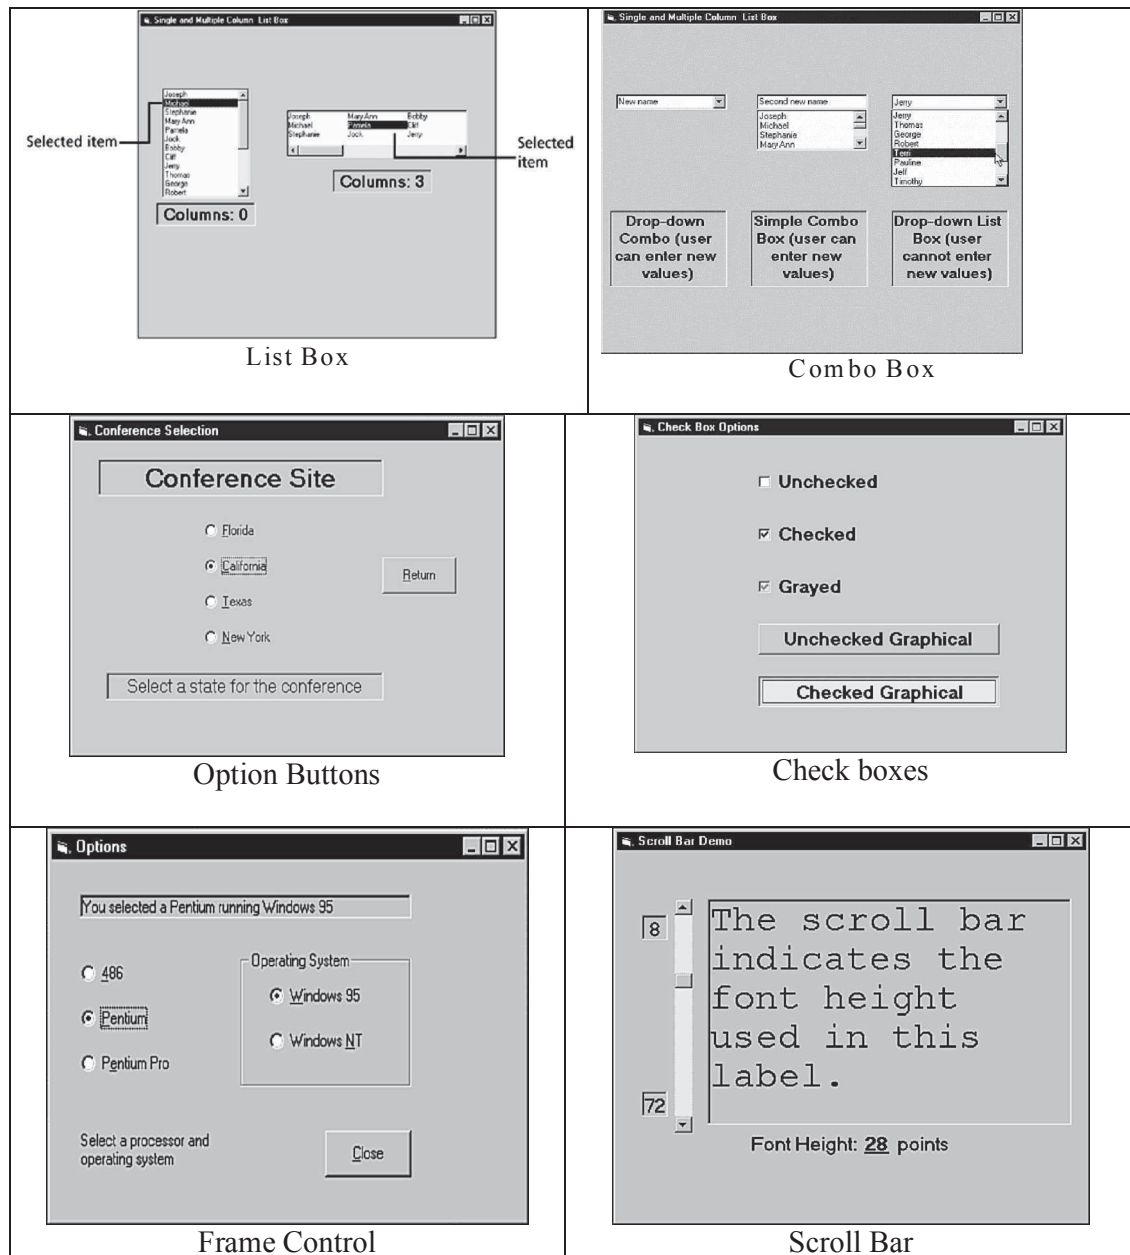 Single and Multiple Column List Box
Joseph
Michael
Stephanie
Mary Ann
Pamela
Jock
Bobby
Cliff
Jerry
Thomas
George
Robert
Selected item
Columns: 0
Joseph Mary Ann Bobby
Michael Pamela Cliff
Stephanie Jock Jerry
Selected
item
Columns: 3
List Box
Single and Multiple Column List Box
New name
Second new name
Joseph
Michael
Stephanie
Mary Ann
Jerry
Jerry
Thomas
George
Robert
Terri
Pauline
Jeff
Timothy
Drop-down
Combo (user
can enter new
values)
Simple Combo
Box (user can
enter new
values)
Drop-down List
Box (user
cannot enter
new values)
Combo Box
Conference Selection
Conference Site
Florida
California
Texas
New York
Return
Select a state for the conference
Option Buttons
Check Box Options
Unchecked
Checked
Grayed
Unchecked Graphical
Checked Graphical
Check boxes
Options
You selected a Pentium running Windows 95
486
Pentium
Pentium Pro
Operating System
Windows 95
Windows NT
Select a processor and
operating system
Close
Frame Control
Scroll Bar Demo
8
72
The scroll bar
indicates the
font height
used in this
label.
Font Height: 28 points
Scroll Bar